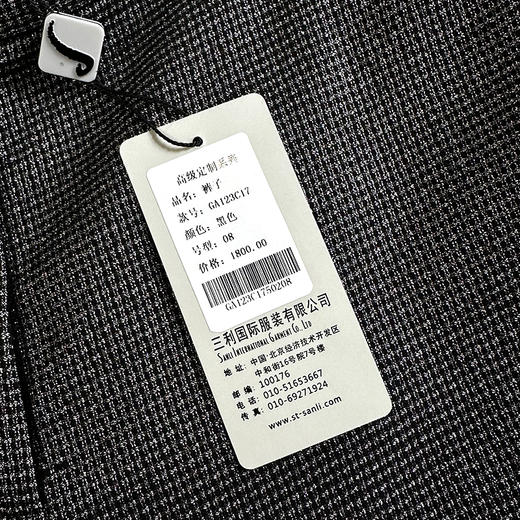 高级定制
品名: 裤子
款号: GA123C17
颜色: 黑色
号型: 08
价格: 1800.00
GA123C1750208
三利国际服装有限公司
SANLI INTERNATIONAL GARMENT CO., LTD
地 址: 中国·北京经济技术开发区
中和街16号院7号楼
邮 编: 100176
电 话: 010-51653667
传 真: 010-69271924
www.st-sanli.com